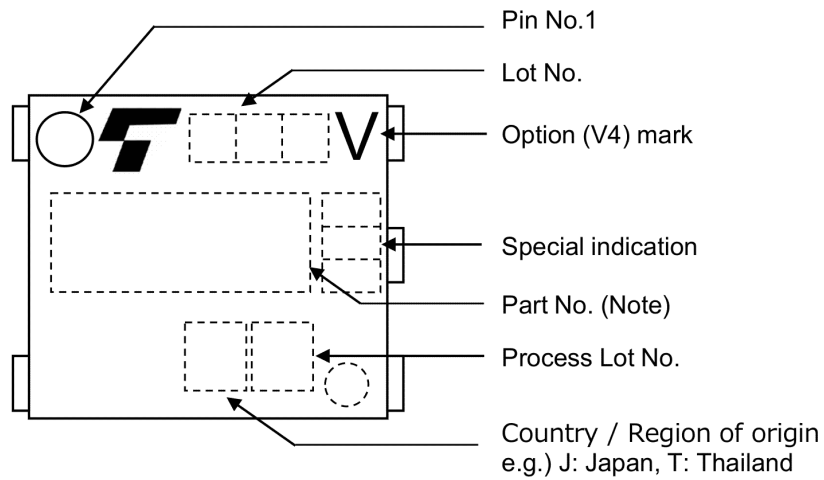 Pin No.1
Lot No.
V
Option (V4) mark
Special indication
Part No. (Note)
Process Lot No.
Country / Region of origin
e.g.) J: Japan, T: Thailand